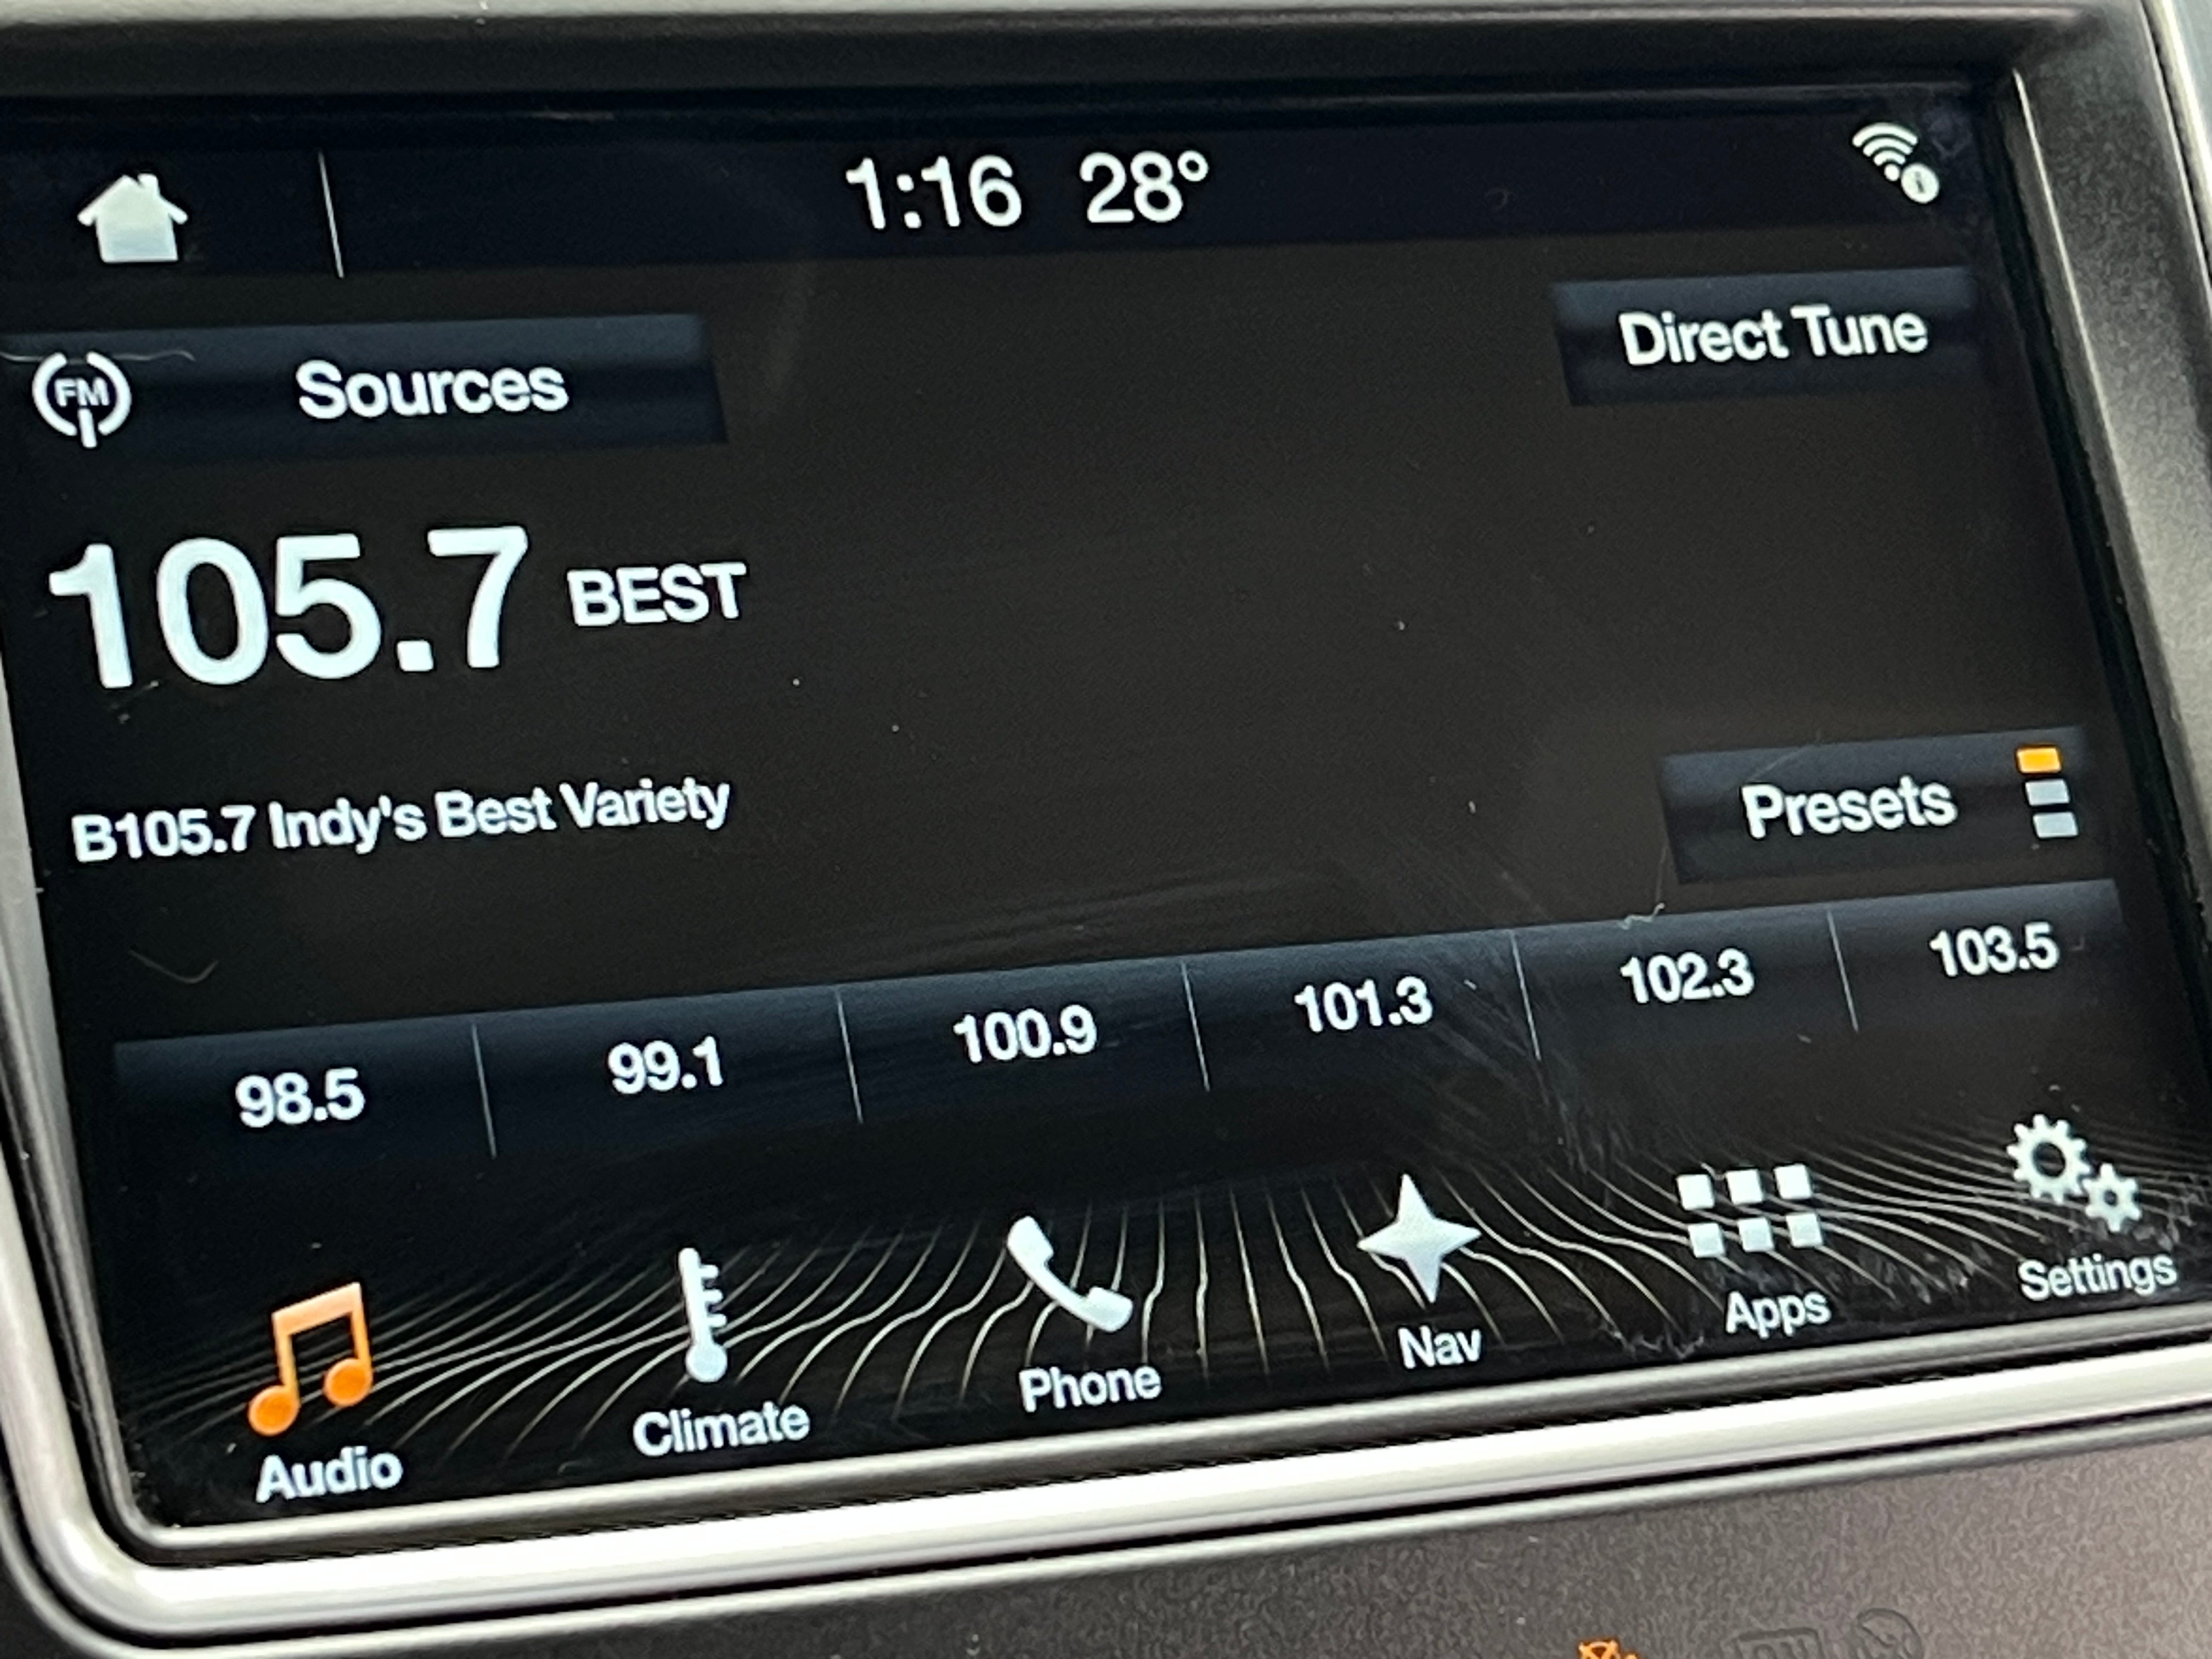 1:16 28°
Direct Tune
FM Sources
105.7 BEST
B105.7 Indy's Best Variety
Presets
98.5 99.1 100.9 101.3 102.3 103.5
Audio Climate Phone Nav Apps Settings